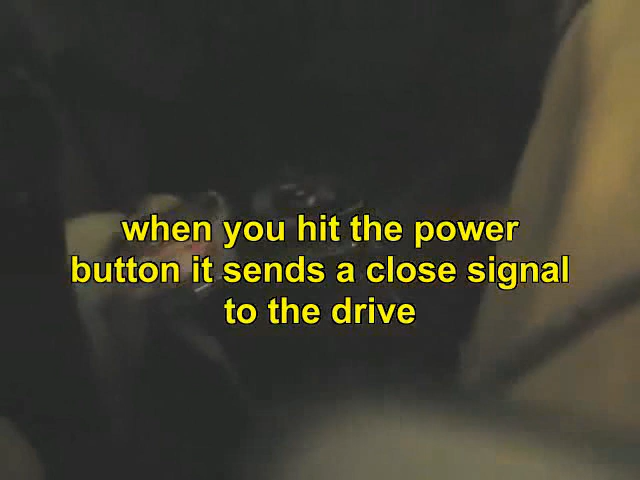 when you hit the power
button it sends a close signal
to the drive